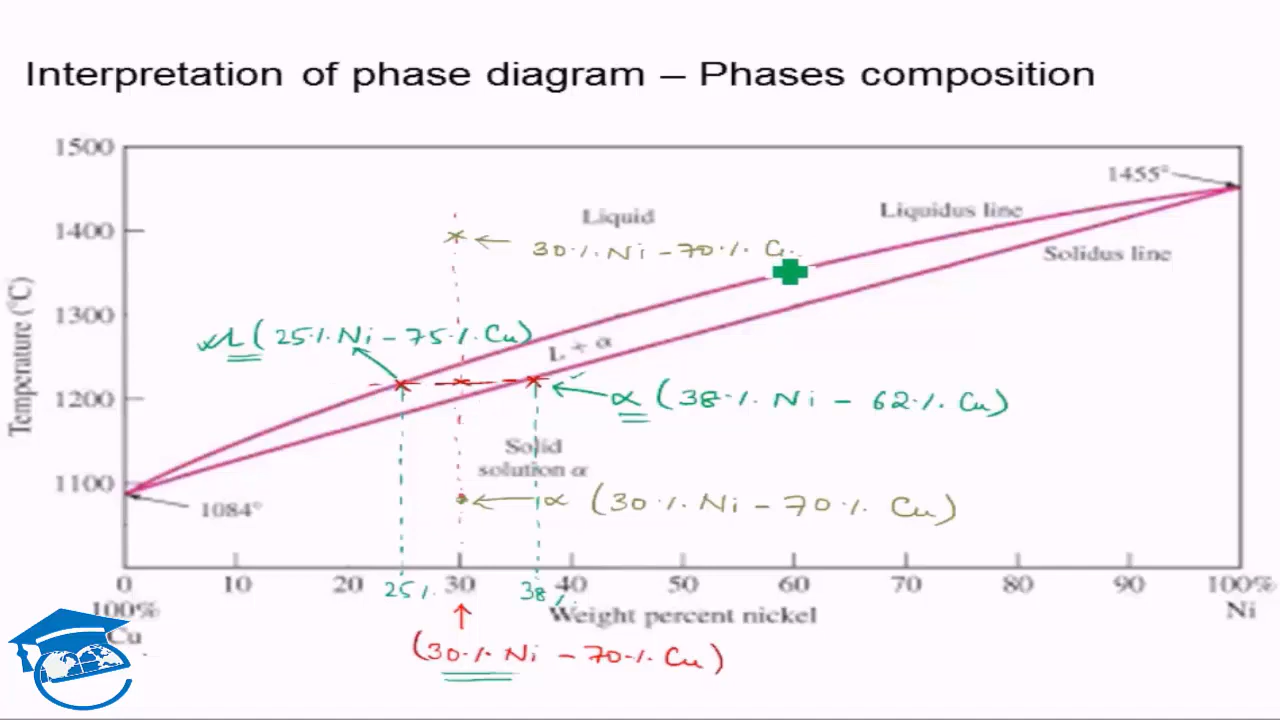 Interpretation of phase diagram – Phases composition
1500
1455°
1400
Liquid
Liquidus line
30% Ni – 70% C
Solidus line
1300
L (25% Ni – 75% Cu)
L + α
Temperature (°C)
1200
α (38% Ni – 62% Cu)
Solid
solution α
1100
1084°
α (30% Ni – 70% Cu)
0 10 20 25% 30 38% 40 50 60 70 80 90 100%
100%
Cu
Weight percent nickel
Ni
(30% Ni – 70% Cu)